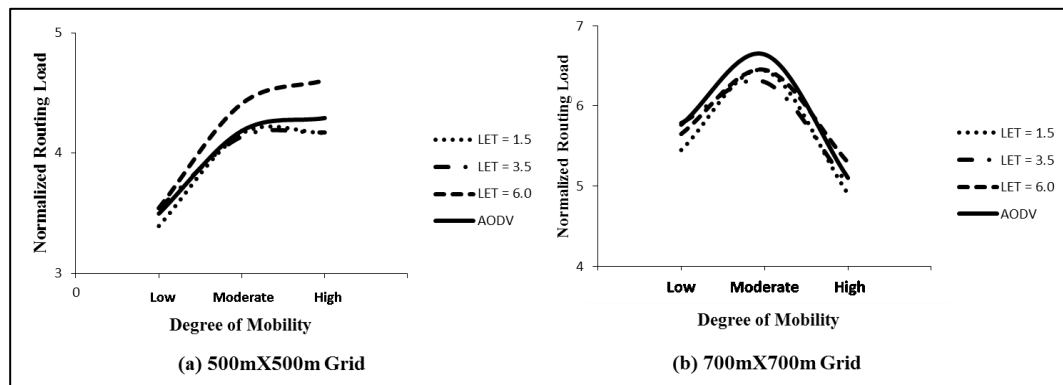 Normalized Routing Load
5
4
3
0
Low Moderate High
Degree of Mobility
LET = 1.5
LET = 3.5
LET = 6.0
AODV
(a) 500mX500m Grid
Normalized Routing Load
7
6
5
4
Low Moderate High
Degree of Mobility
LET = 1.5
LET = 3.5
LET = 6.0
AODV
(b) 700mX700m Grid